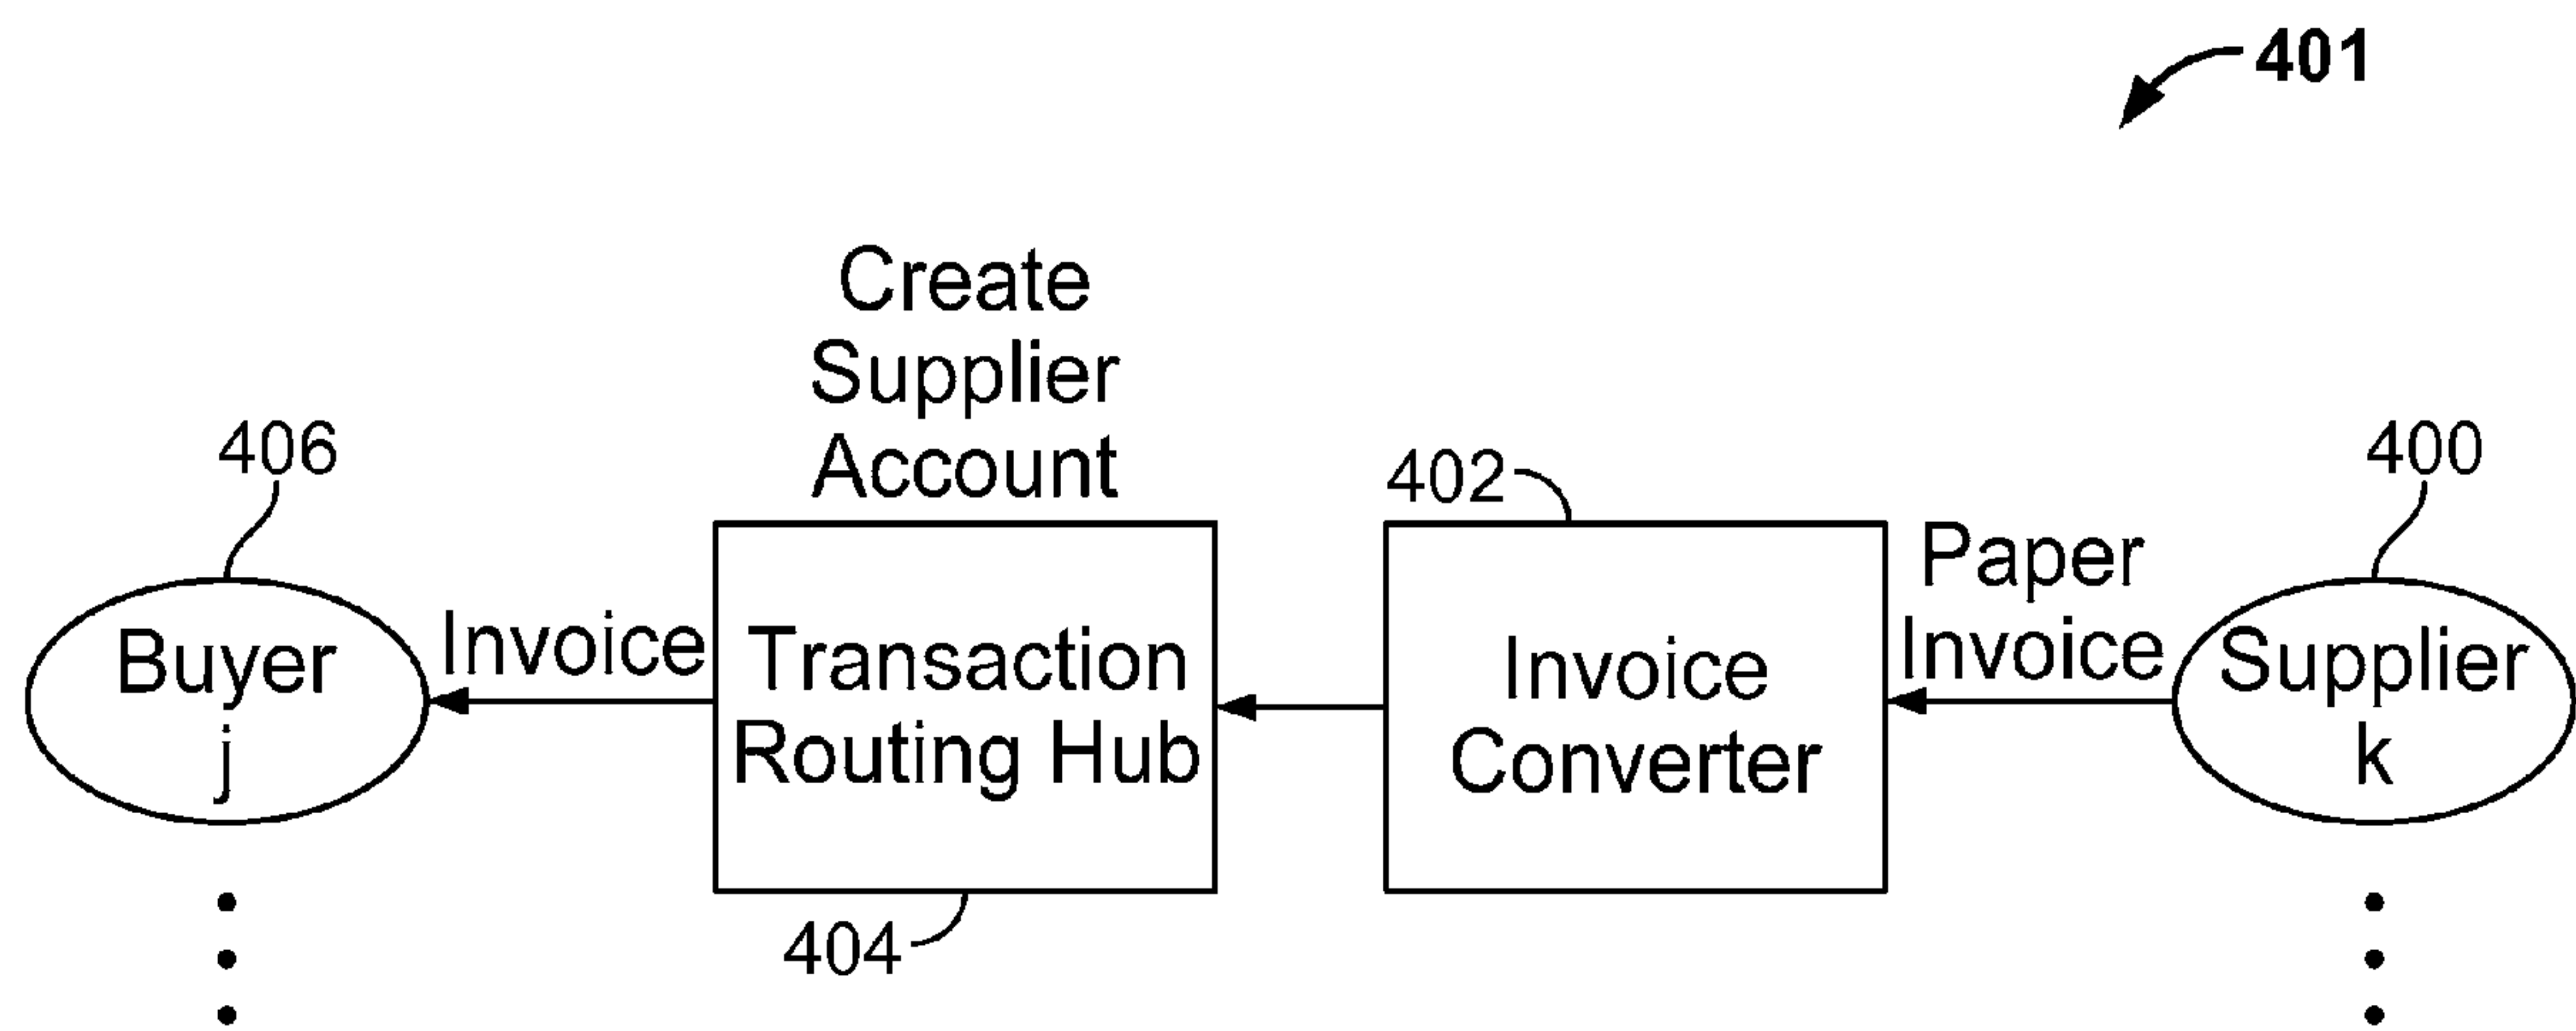 401
Create
Supplier
Account
406
402
400
Paper
Invoice
Invoice
Buyer
j
Transaction
Routing Hub
Invoice
Converter
Supplier
k
404